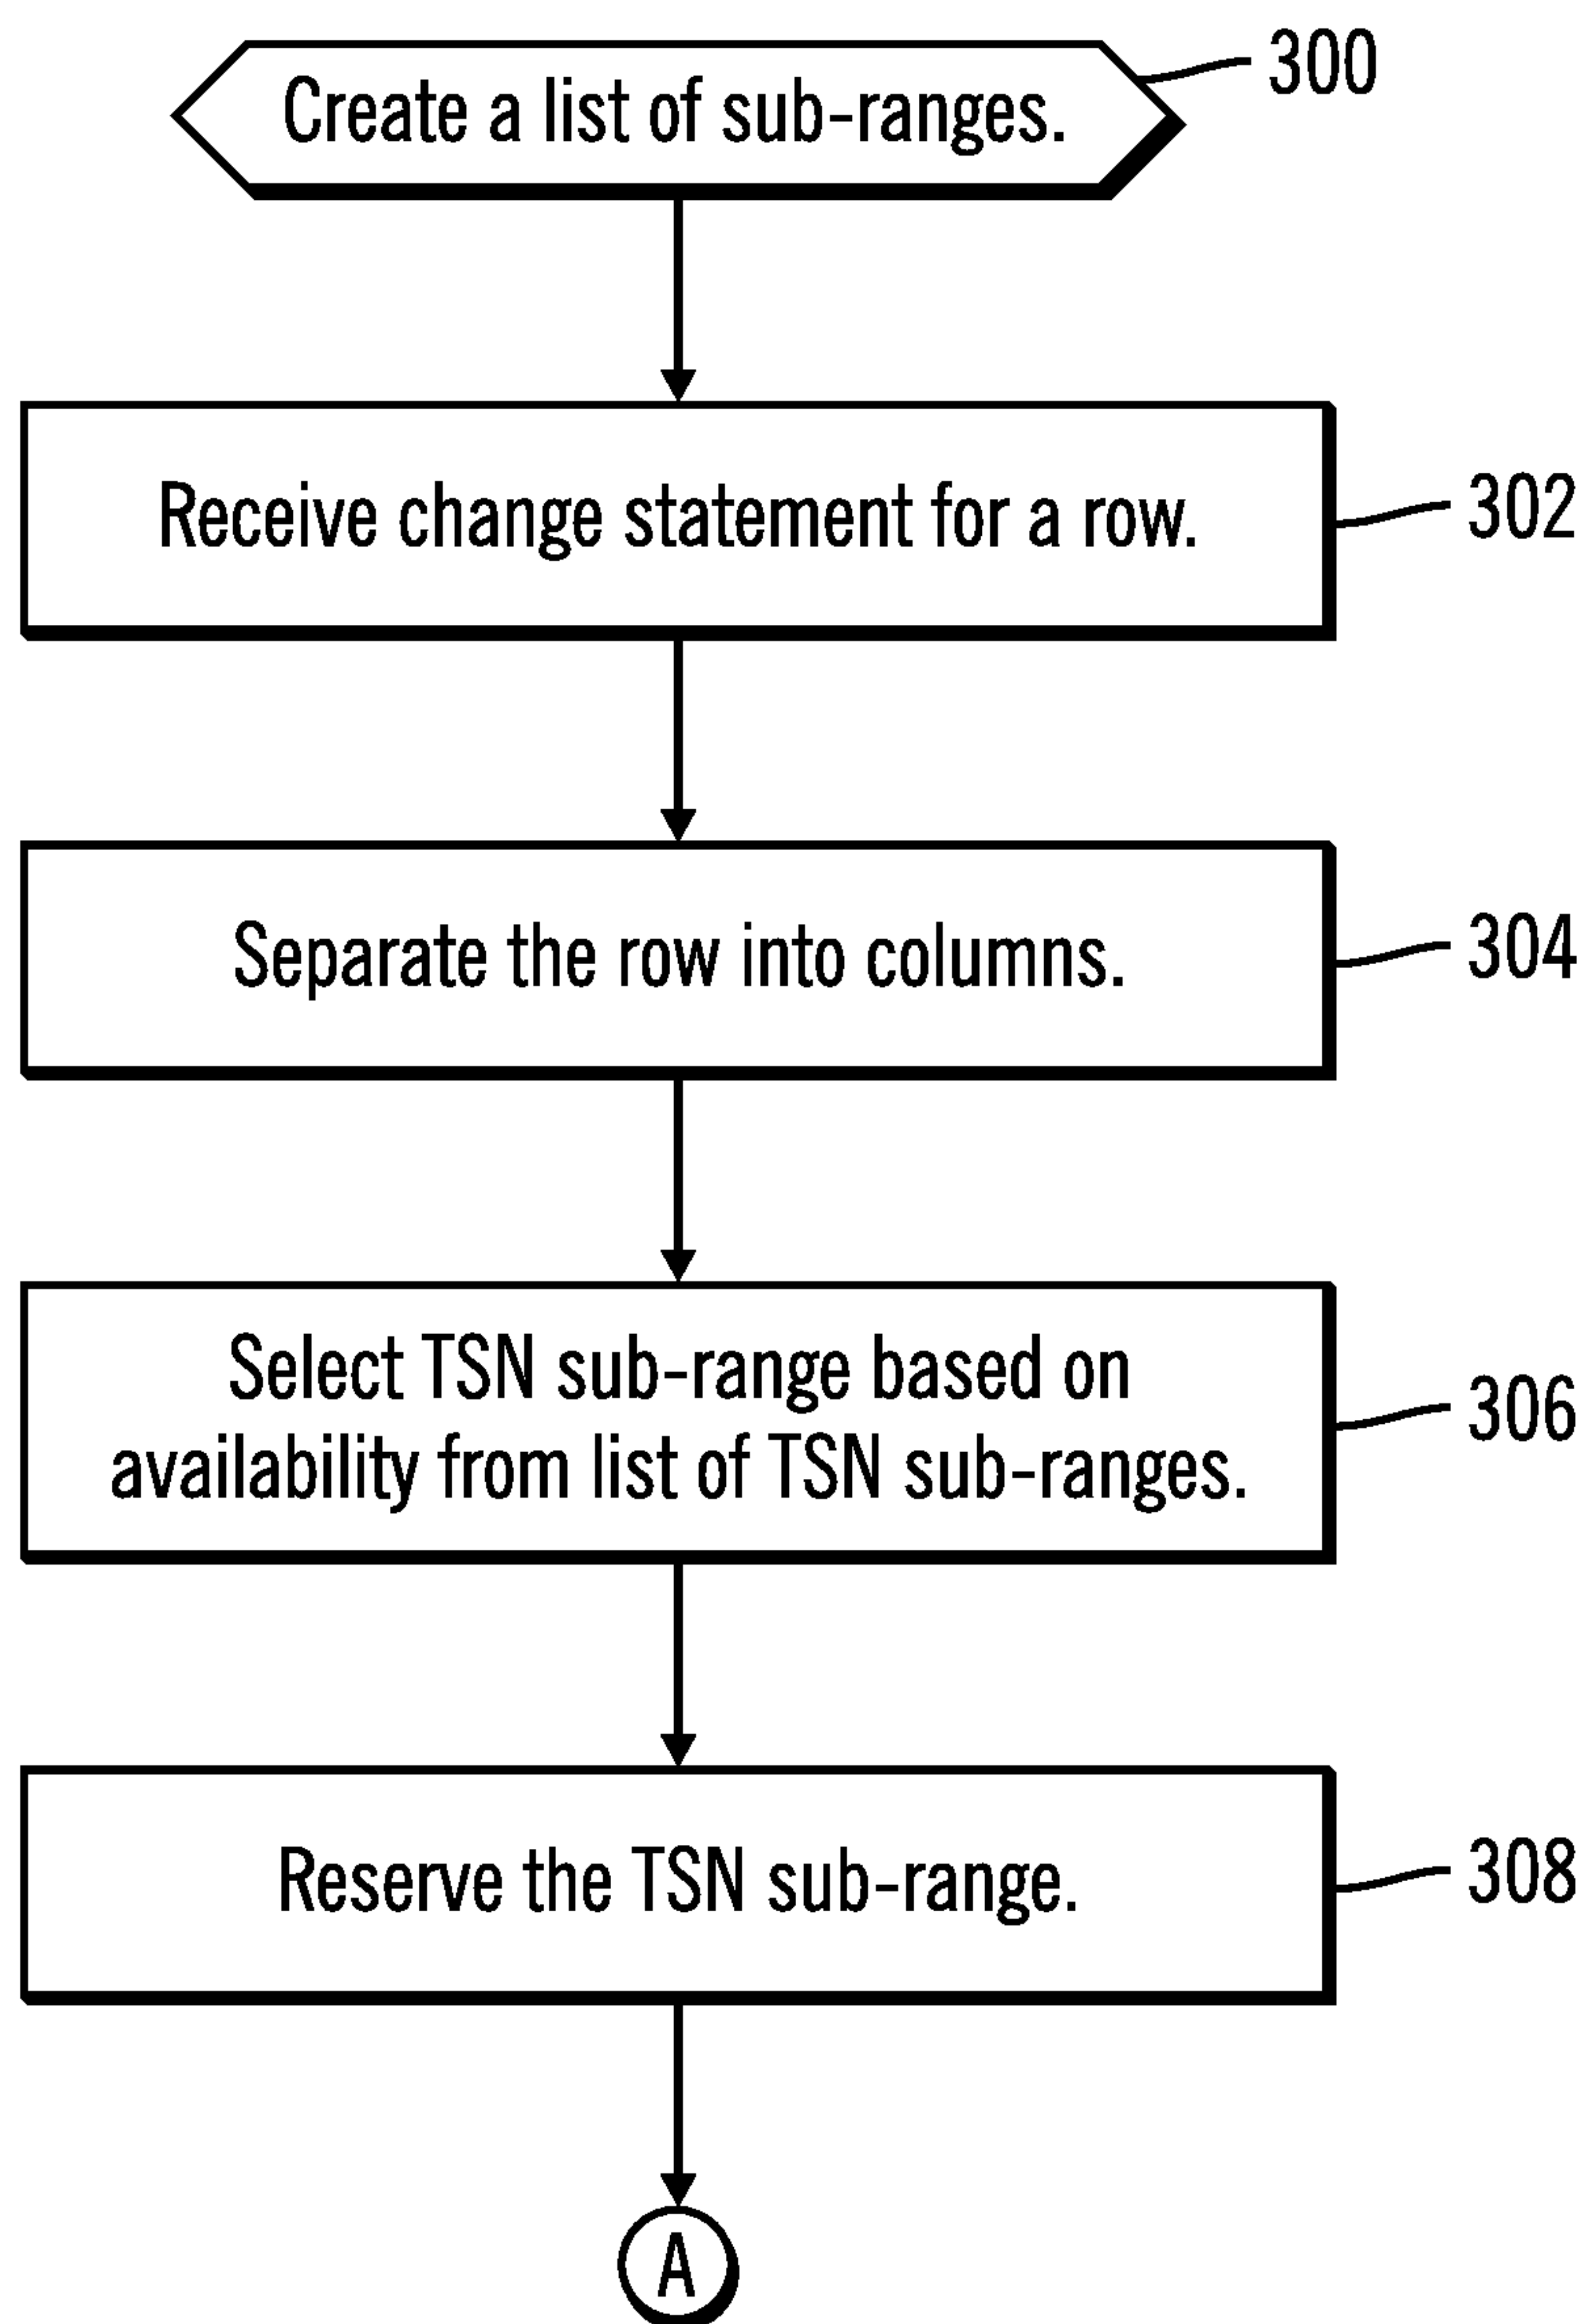 Create a list of sub-ranges.
300
Receive change statement for a row.
302
Separate the row into columns.
304
Select TSN sub-range based on
availability from list of TSN sub-ranges.
306
Reserve the TSN sub-range.
308
A